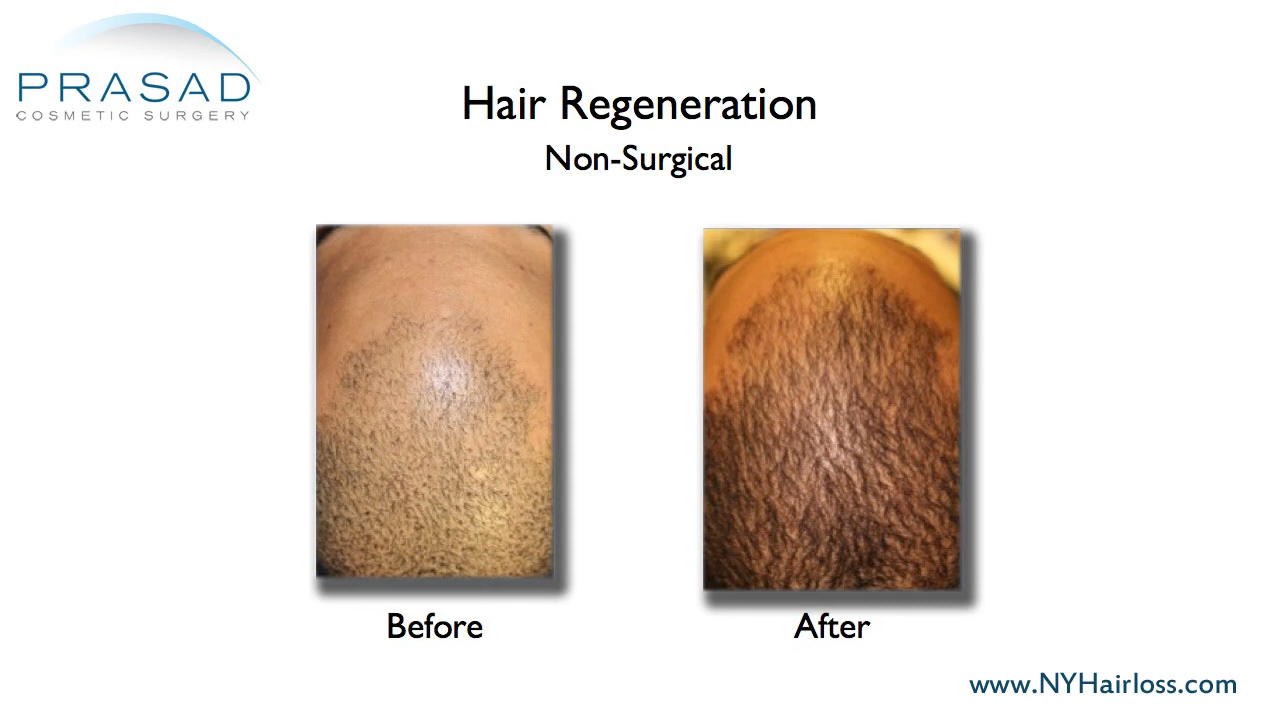 PRASAD
COSMETIC SURGERY
Hair Regeneration
Non-Surgical
Before
After
www.NYHairloss.com